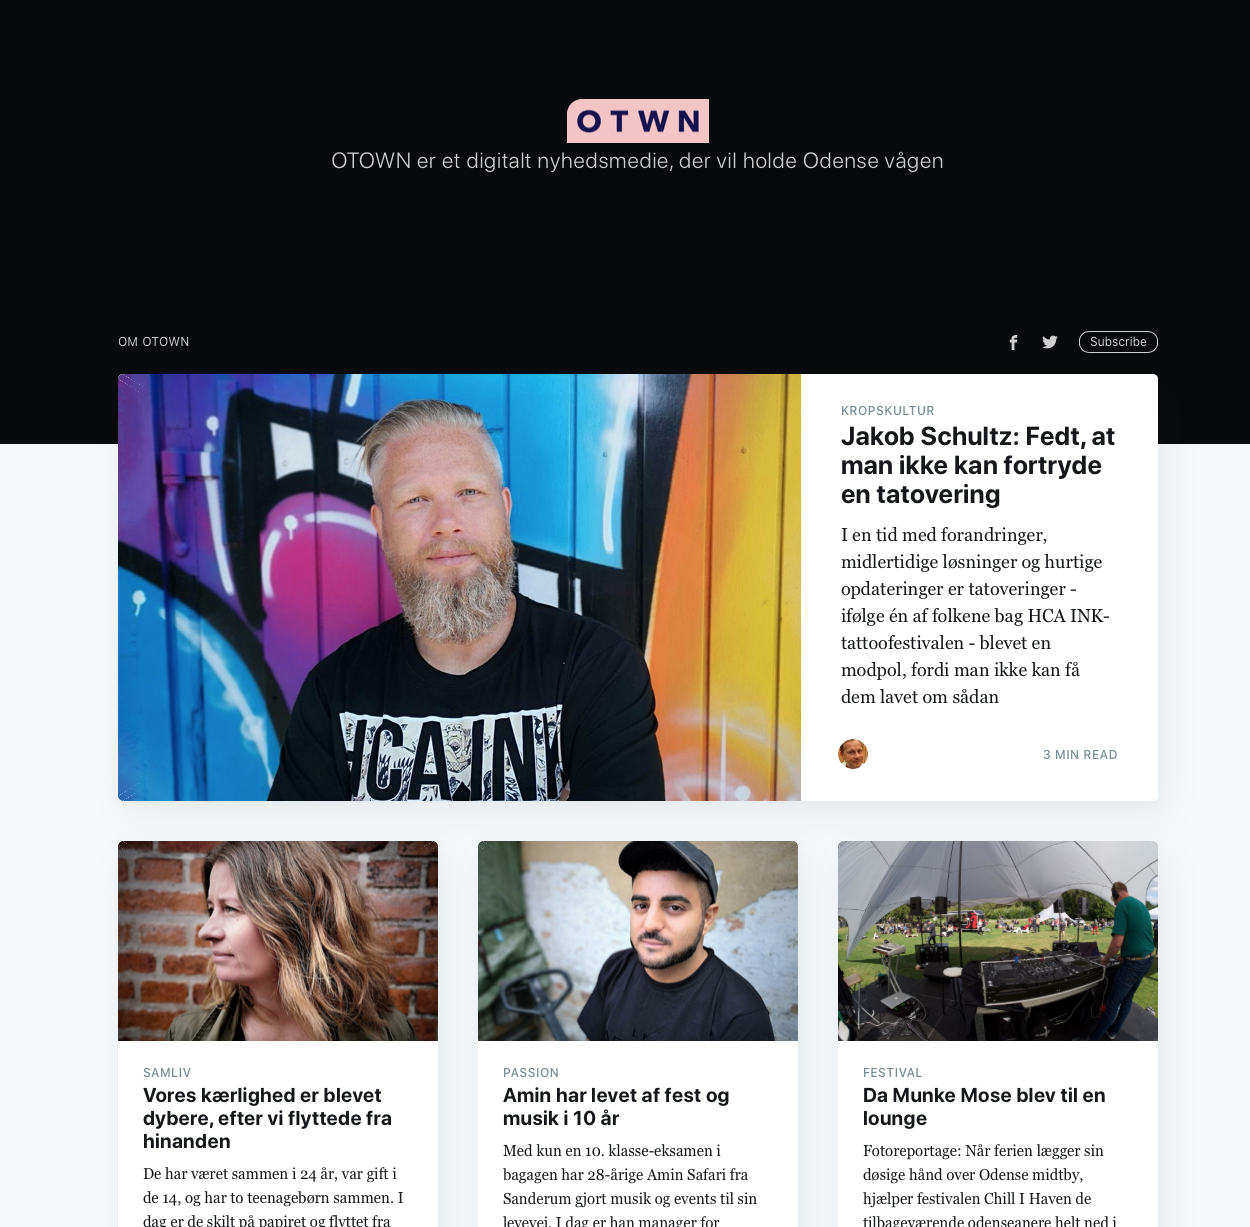 OTWN
OTOWN er et digitalt nyhedsmedie, der vil holde Odense vågen
OM OTOWN
Subscribe
KROPSKULTUR
Jakob Schultz: Fedt, at
man ikke kan fortryde
en tatovering
I en tid med forandringer,
midlertidige løsninger og hurtige
opdateringer er tatoveringer -
ifølge én af folkene bag HCA INK-
tattoofestivalen - blevet en
modpol, fordi man ikke kan få
dem lavet om sådan
HCA INK
3 MIN READ
SAMLIV
Vores kærlighed er blevet
dybere, efter vi flyttede fra
hinanden
De har været sammen i 24 år, var gift i
de 14, og har to teenagebørn sammen. I
dag er de skilt på papiret og flyttet fra
PASSION
Amin har levet af fest og
musik i 10 år
Med kun en 10. klasse-eksamen i
bagagen har 28-årige Amin Safari fra
Sanderum gjort musik og events til sin
levevej. I dag er han manager for
FESTIVAL
Da Munke Mose blev til en
lounge
Fotoreportage: Når ferien lægger sin
døsige hånd over Odense midtby,
hjælper festivalen Chill I Haven de
tilbageværende odenseanere helt ned i